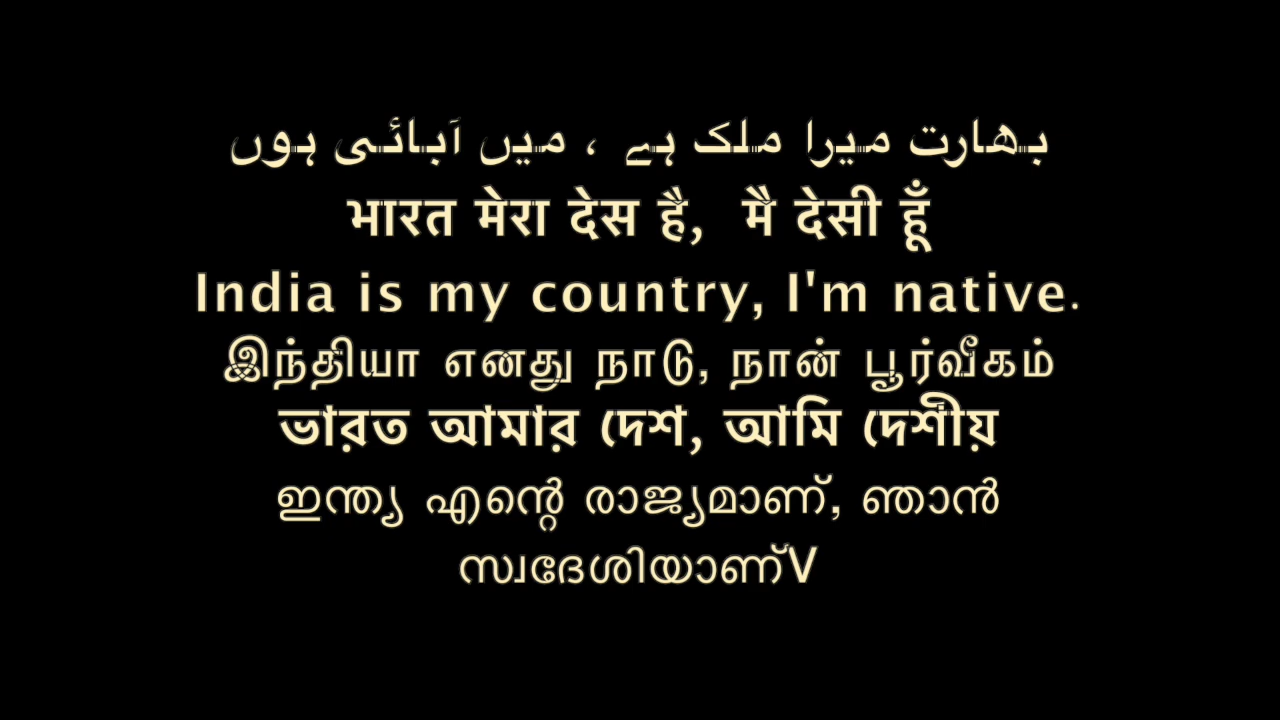 بھارت میرا ملک ہے ، میں آبائی ہوں
भारत मेरा देस है, मै देसी हूँ
India is my country, I'm native.
இந்தியா எனது நாடு, நான் பூர்வீகம்
ভারত আমার দেশ, আমি দেশীয়
ഇന്ത്യ എന്റെ രാജ്യമാണ്, ഞാൻ
സ്വദേശിയാണ്V